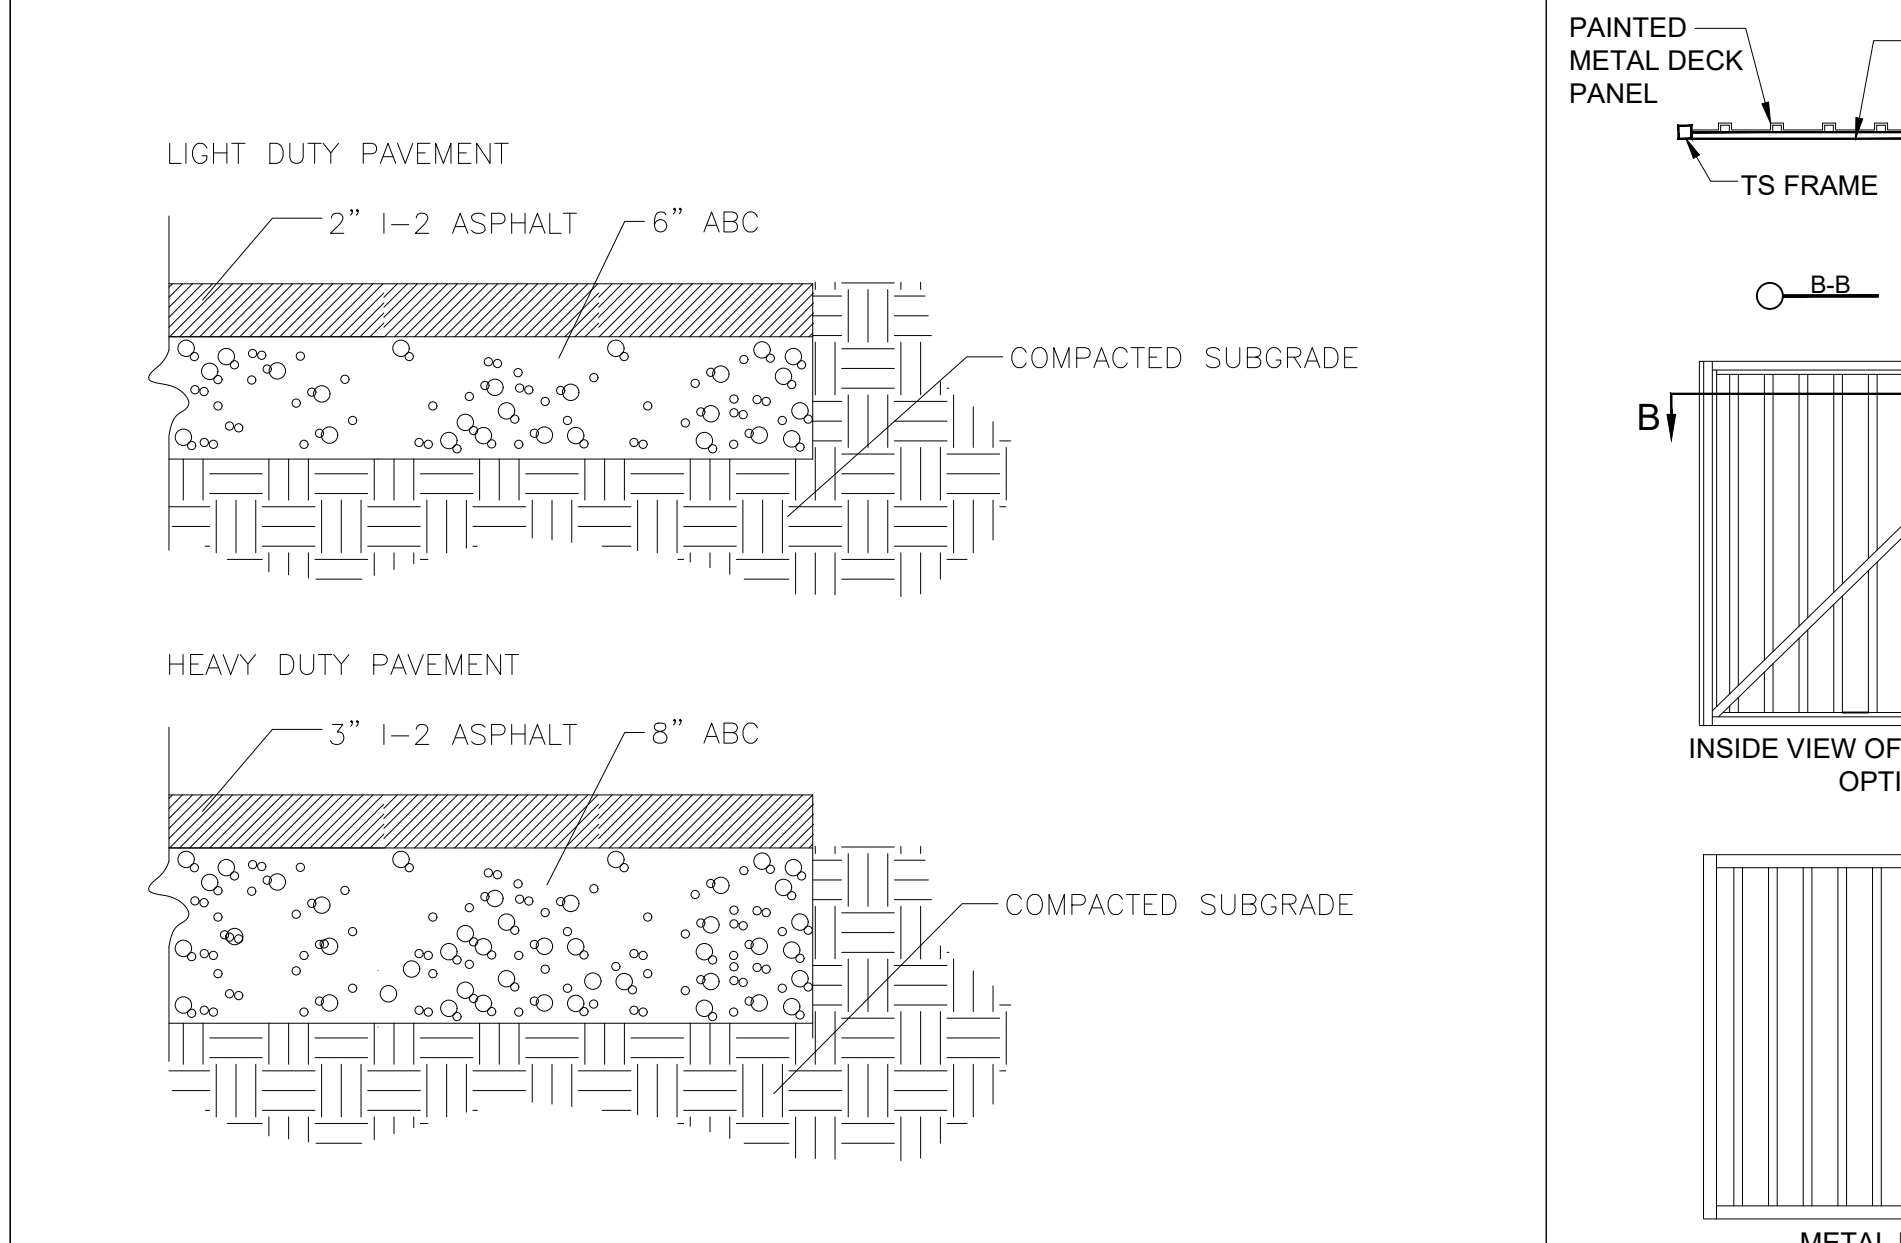 LIGHT DUTY PAVEMENT
2" I-2 ASPHALT
6" ABC
COMPACTED SUBGRADE
HEAVY DUTY PAVEMENT
3" I-2 ASPHALT
8" ABC
COMPACTED SUBGRADE
PAINTED
METAL DECK
PANEL
TS FRAME
B-B
B
INSIDE VIEW OF
OPTI
METAL